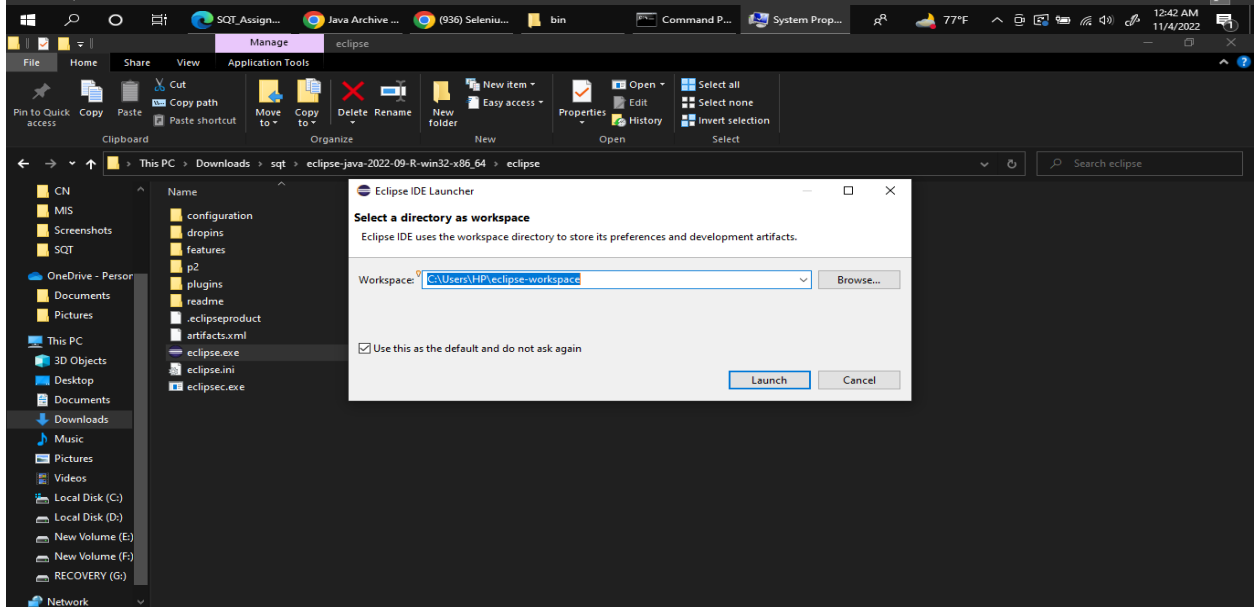 SQT_Assign...
Java Archive ...
(936) Seleniu...
bin
Command P...
System Prop...
77°F
12:42 AM
11/4/2022
Manage
eclipse
File
Home
Share
View
Application Tools
Pin to Quick access
Copy
Paste
Cut
Copy path
Paste shortcut
Clipboard
Move to
Copy to
Delete
Rename
Organize
New folder
New item
Easy access
New
Properties
Open
Edit
History
Open
Select all
Select none
Invert selection
Select
This PC > Downloads > sqt > eclipse-java-2022-09-R-win32-x86_64 > eclipse
Search eclipse
CN
MIS
Screenshots
SQT
OneDrive - Person
Documents
Pictures
This PC
3D Objects
Desktop
Documents
Downloads
Music
Pictures
Videos
Local Disk (C:)
Local Disk (D:)
New Volume (E:)
New Volume (F:)
RECOVERY (G:)
Network
Name
configuration
dropins
features
p2
plugins
readme
.eclipseproduct
artifacts.xml
eclipse.exe
eclipse.ini
eclipsec.exe
Eclipse IDE Launcher
Select a directory as workspace
Eclipse IDE uses the workspace directory to store its preferences and development artifacts.
Workspace: C:\Users\HP\eclipse-workspace
Browse...
Use this as the default and do not ask again
Launch
Cancel